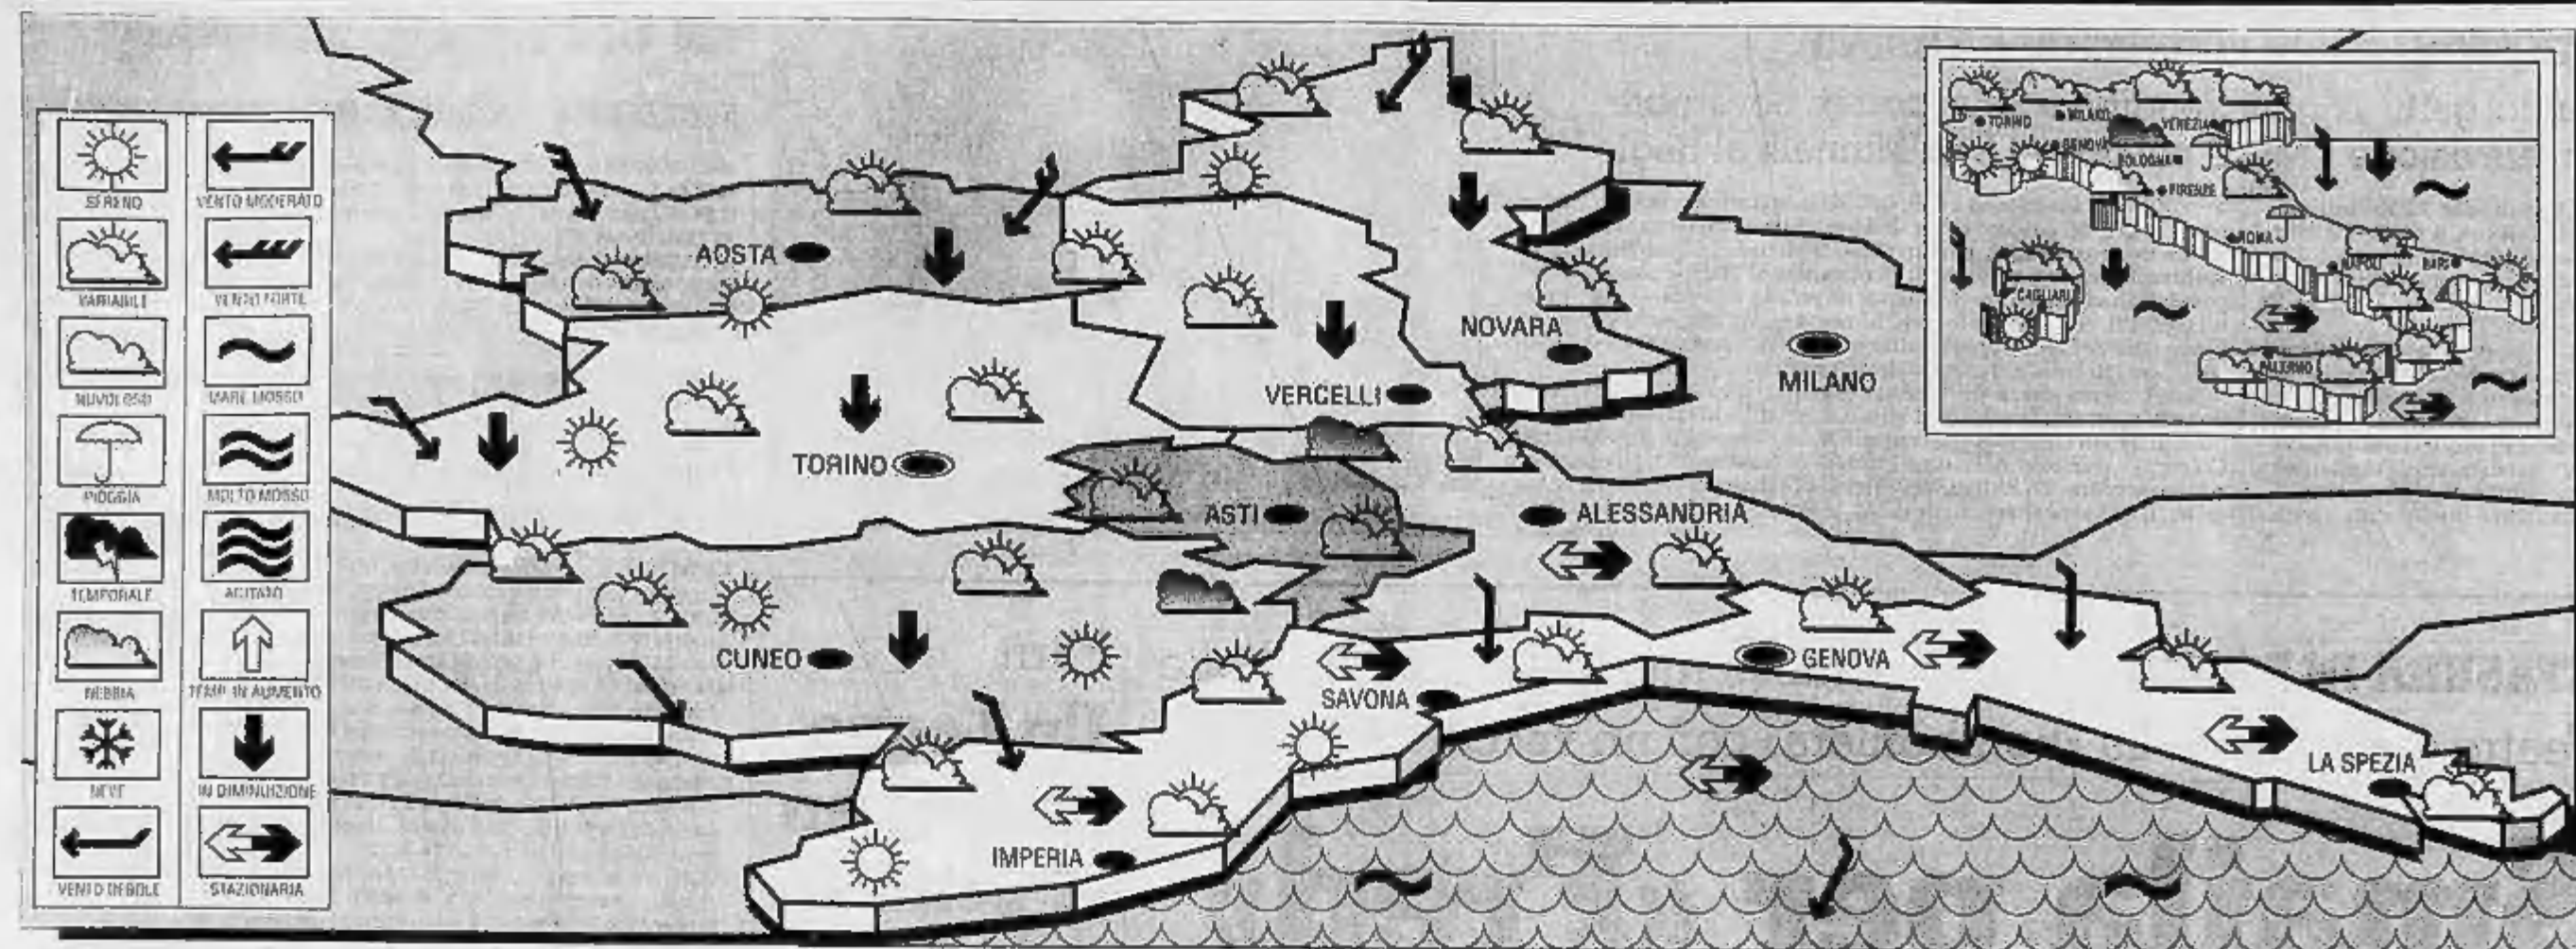 SERENO
VARIABILE
NUVOLOSO
PIOGGIA
TEMPORALE
NEBBIA
NEVE
VENTO DEBOLE
VENTO MODERATO
VENTO FORTE
MARE MOSSO
MOLTO MOSSO
AGITATO
TEMP. IN AUMENTO
IN DIMINUIZIONE
STAZIONARIA
AOSTA
NOVARA
MILANO
VERCELLI
TORINO
ASTI
ALESSANDRIA
CUNEO
GENOVA
SAVONA
LA SPEZIA
IMPERIA
TORINO
MILANO
VENEZIA
GENOVA
BOLOGNA
FIRENZE
ROMA
NAPOLI
BARI
CAGLIARI
PALERMO